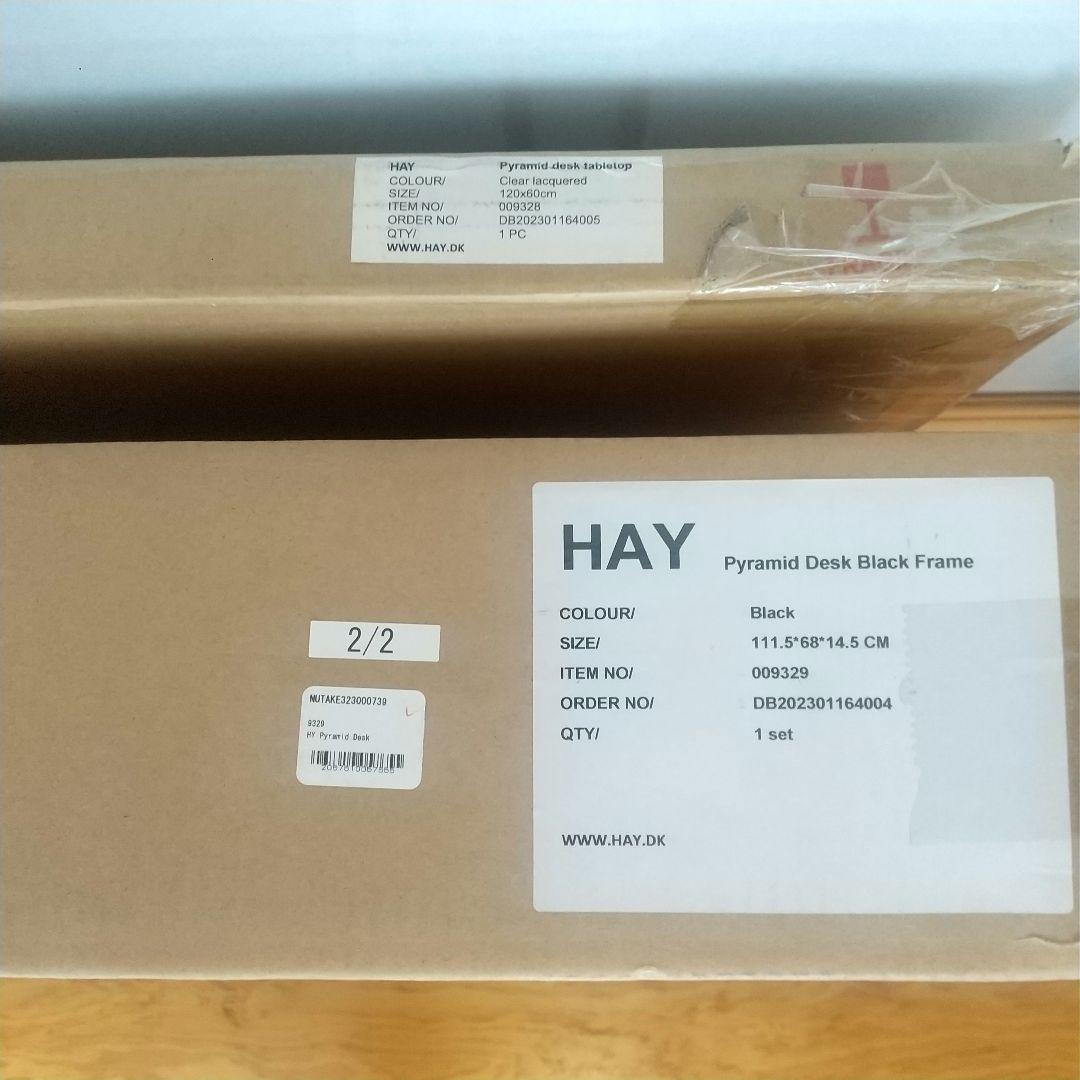 HAY Pyramid desk tabletop
COLOUR/ Clear lacquered
SIZE/ 120x60cm
ITEM NO/ 009328
ORDER NO/ DB202301164005
QTY/ 1 PC
WWW.HAY.DK
HAY Pyramid Desk Black Frame
COLOUR/ Black
SIZE/ 111.5*68*14.5 CM
ITEM NO/ 009329
ORDER NO/ DB202301164004
QTY/ 1 set
WWW.HAY.DK
2/2
NUTAKE323000739
9329
HY Pyramid Desk